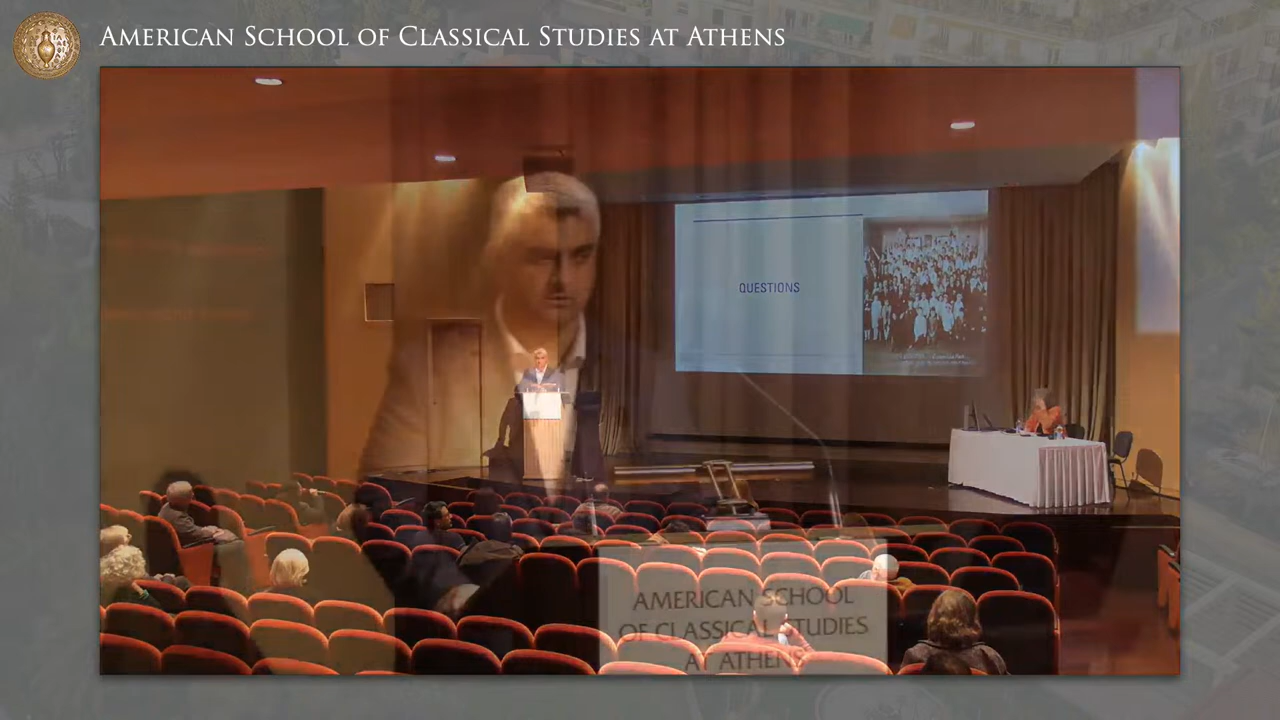 AMERICAN SCHOOL OF CLASSICAL STUDIES AT ATHENS
QUESTIONS
AMERICAN SCHOOL
OF CLASSICAL STUDIES
AT ATHENS